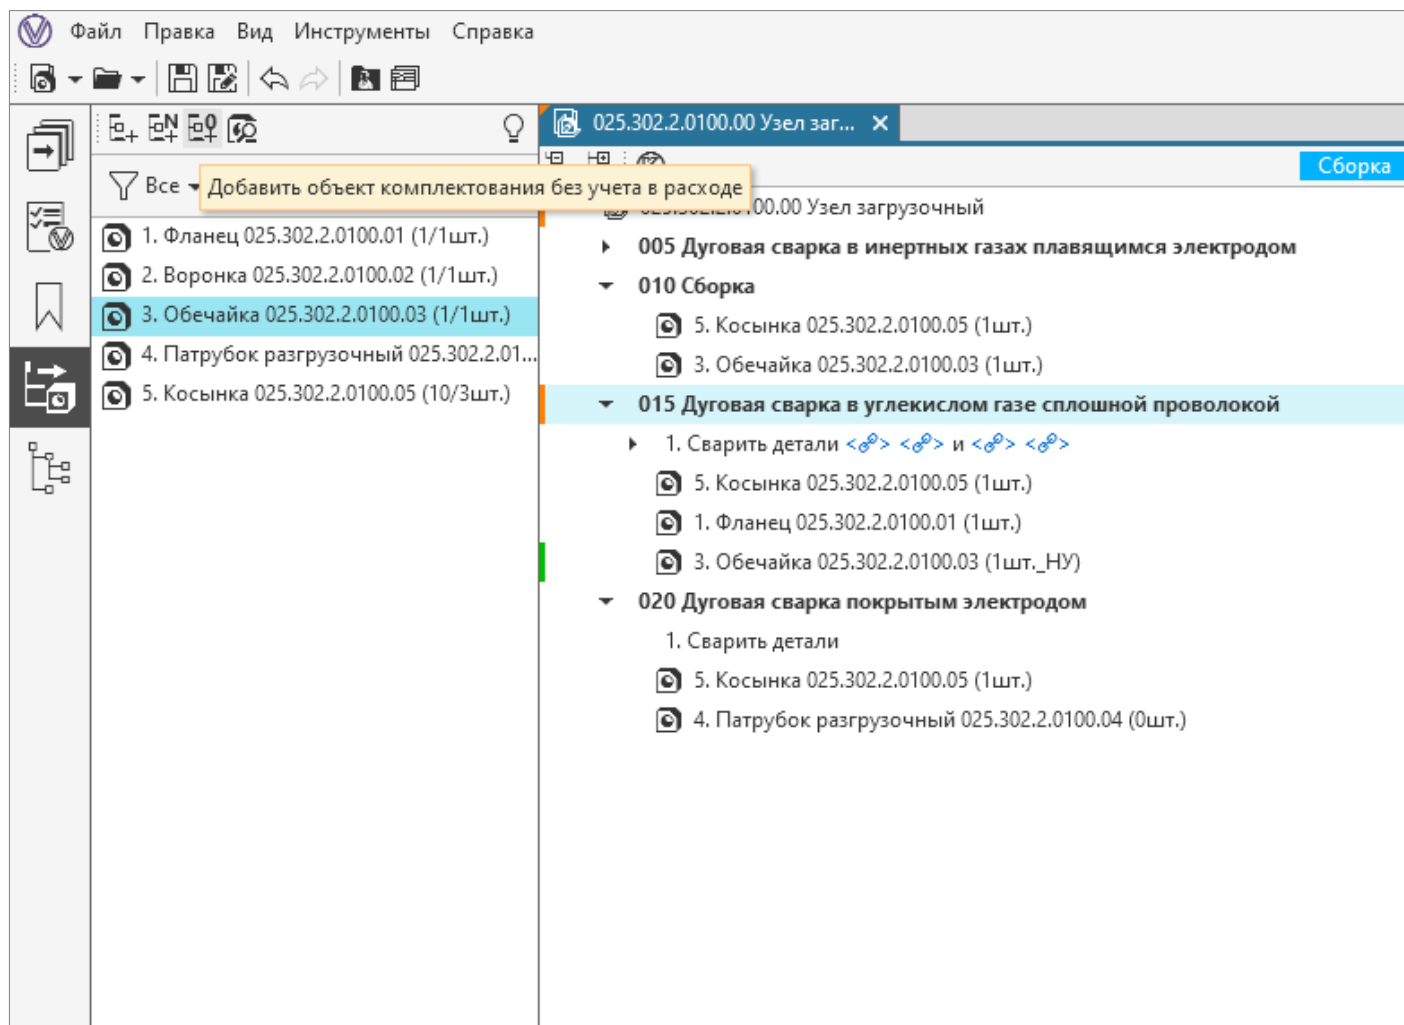 Файл Правка Вид Инструменты Справка
025.302.2.0100.00 Узел заг...
Сборка
Все
Добавить объект комплектования без учета в расходе
1. Фланец 025.302.2.0100.01 (1/1шт.)
2. Воронка 025.302.2.0100.02 (1/1шт.)
3. Обечайка 025.302.2.0100.03 (1/1шт.)
4. Патрубок разгрузочный 025.302.2.01...
5. Косынка 025.302.2.0100.05 (10/3шт.)
025.302.2.0100.00 Узел загрузочный
005 Дуговая сварка в инертных газах плавящимся электродом
010 Сборка
5. Косынка 025.302.2.0100.05 (1шт.)
3. Обечайка 025.302.2.0100.03 (1шт.)
015 Дуговая сварка в углекислом газе сплошной проволокой
1. Сварить детали < > < > и < > < >
5. Косынка 025.302.2.0100.05 (1шт.)
1. Фланец 025.302.2.0100.01 (1шт.)
3. Обечайка 025.302.2.0100.03 (1шт._НУ)
020 Дуговая сварка покрытым электродом
1. Сварить детали
5. Косынка 025.302.2.0100.05 (1шт.)
4. Патрубок разгрузочный 025.302.2.0100.04 (0шт.)